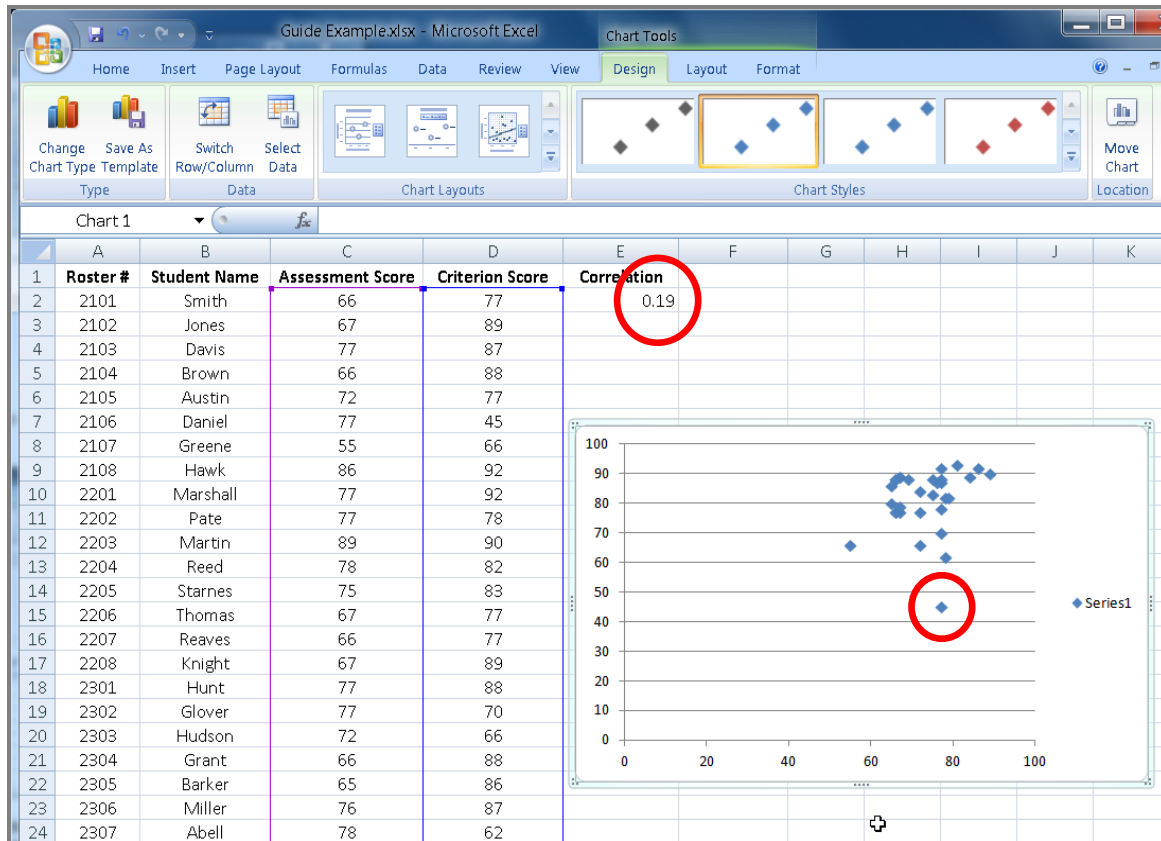 Guide Example.xlsx - Microsoft Excel Chart Tools
Home Insert Page Layout Formulas Data Review View Design Layout Format
Change Chart Type Save As Template Switch Row/Column Select Data Move Chart
Type Data Chart Layouts Chart Styles Location
Chart 1 fx
A B C D E F G H I J K
1 Roster # Student Name Assessment Score Criterion Score Correlation
2 2101 Smith 66 77 0.19
3 2102 Jones 67 89
4 2103 Davis 77 87
5 2104 Brown 66 88
6 2105 Austin 72 77
7 2106 Daniel 77 45
8 2107 Greene 55 66
9 2108 Hawk 86 92
10 2201 Marshall 77 92
11 2202 Pate 77 78
12 2203 Martin 89 90
13 2204 Reed 78 82
14 2205 Starnes 75 83
15 2206 Thomas 67 77
16 2207 Reaves 66 77
17 2208 Knight 67 89
18 2301 Hunt 77 88
19 2302 Glover 77 70
20 2303 Hudson 72 66
21 2304 Grant 66 88
22 2305 Barker 65 86
23 2306 Miller 76 87
24 2307 Abell 78 62
100
90
80
70
60
50
40
30
20
10
0
0 20 40 60 80 100
Series1